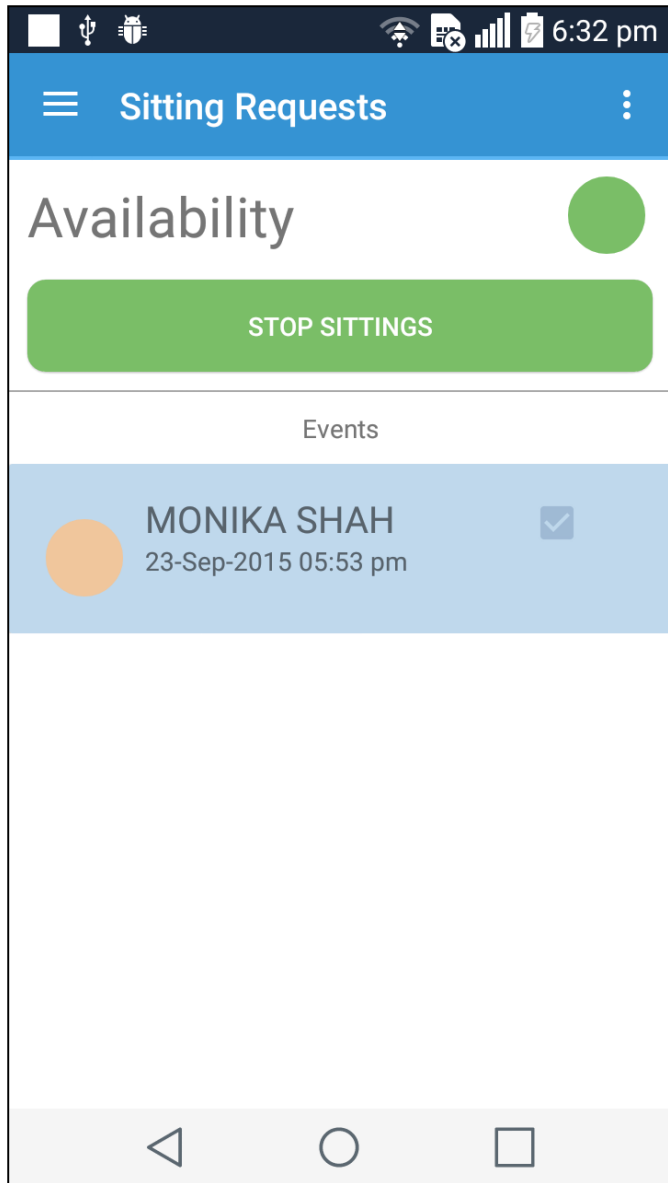 6:32 pm
Sitting Requests
Availability
STOP SITTINGS
Events
MONIKA SHAH
23-Sep-2015 05:53 pm